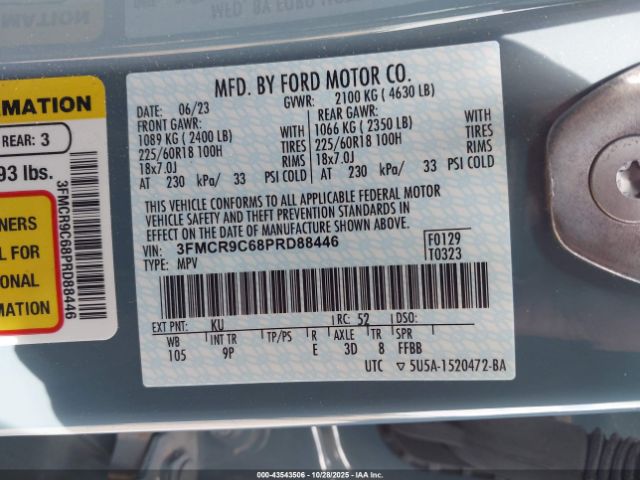 MFD. BY FORD MOTOR CO.
DATE: 06/23 GVWR: 2100 KG ( 4630 LB)
FRONT GAWR: REAR GAWR:
1089 KG ( 2400 LB) WITH 1066 KG ( 2350 LB) WITH
225/60R18 100H TIRES 225/60R18 100H TIRES
18x7.0J RIMS 18x7.0J RIMS
AT 230 kPa/ 33 PSI COLD AT 230 kPa/ 33 PSI COLD
THIS VEHICLE CONFORMS TO ALL APPLICABLE FEDERAL MOTOR
VEHICLE SAFETY AND THEFT PREVENTION STANDARDS IN
EFFECT ON THE DATE OF MANUFACTURE SHOWN ABOVE.
VIN: 3FMCR9C68PRD88446 F0129
TYPE: MPV T0323
EXT PNT: KU RC: 52 DSO:
WB INT TR TP/PS R AXLE TR SPR
105 9P E 3D 8 FFBB
UTC ▽ 5U5A-1520472-BA
ORMATION
REAR: 3
93 lbs.
3FMCR9C68PRD88446
NERS
L FOR
ONAL
ON
000-43543506 | 10/28/2025 - IAAI.com